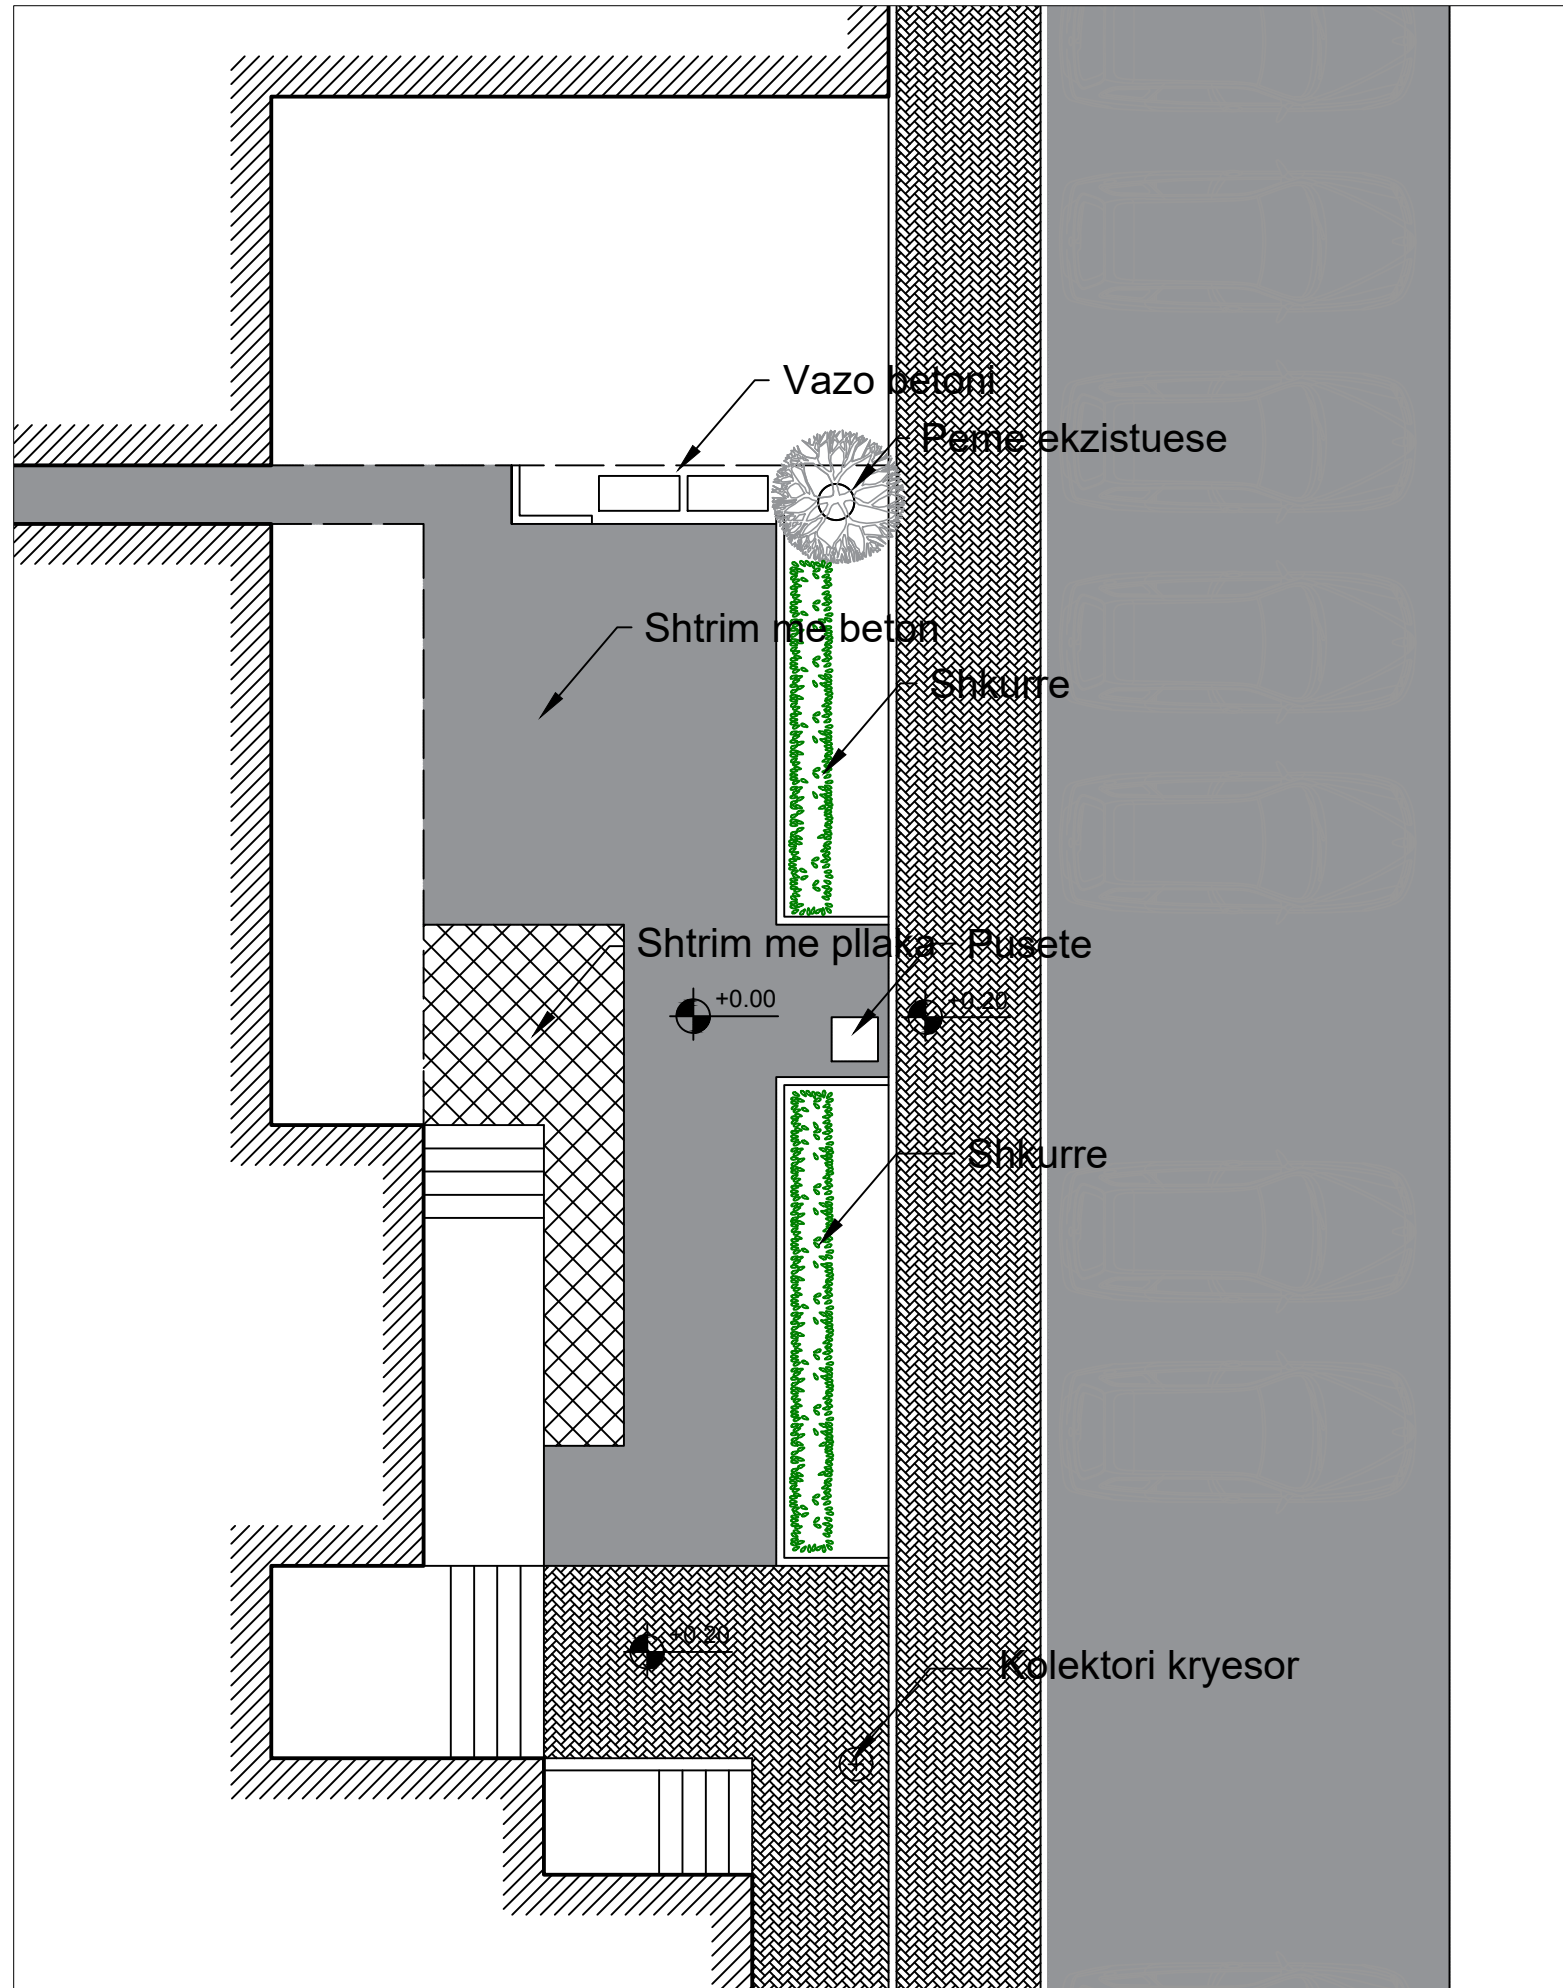 Vazo betoni
Peme ekzistuese
Shtrim me beton
Shkurre
Shtrim me pllaka
Pusete
+0.00
+0.20
Shkurre
+0.20
Kolektori kryesor